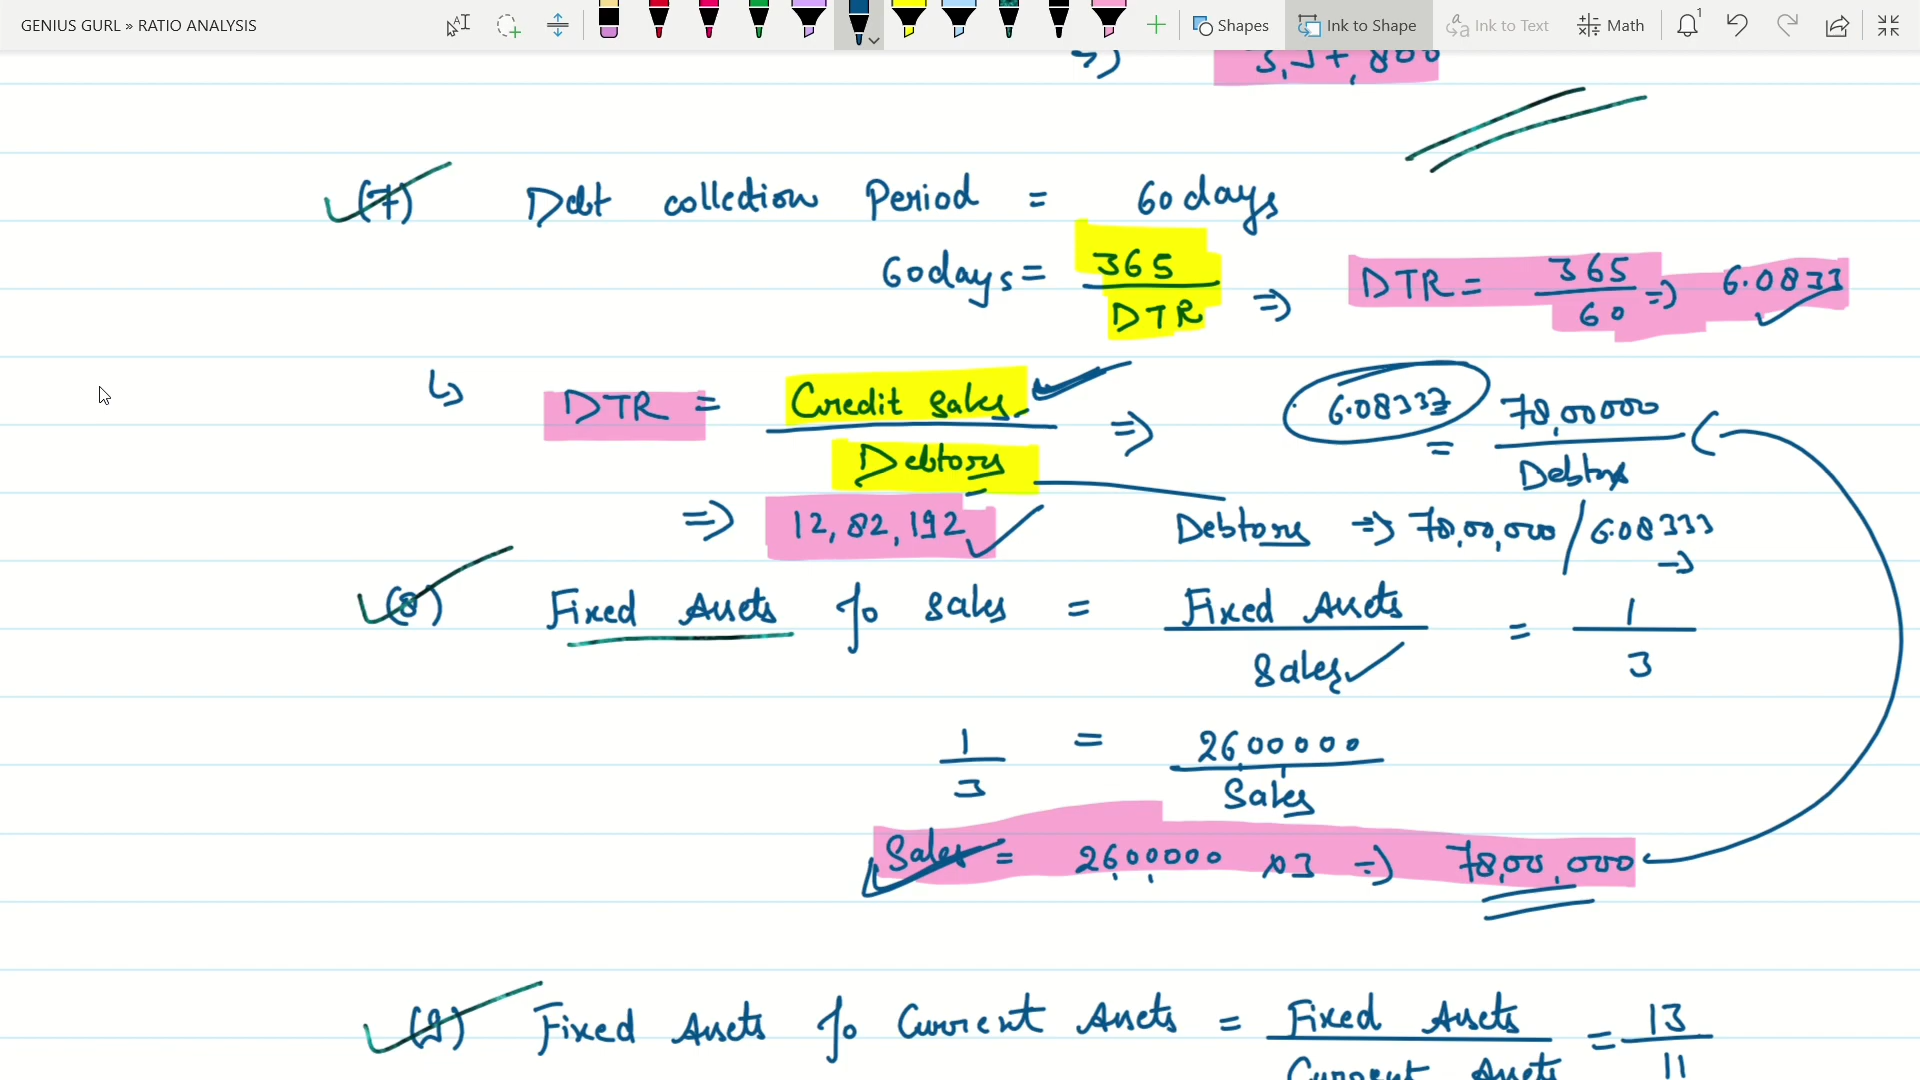 GENIUS GURL » RATIO ANALYSIS
Shapes Ink to Shape Ink to Text Math 1
(7) Debt collection Period = 60 days
60days = 365 / DTR ⇒ DTR = 365 / 60 ⇒ 6.0833
DTR = Credit Sales / Debtors ⇒ 6.08333 = 78,00000 / Debtors
⇒ 12,82,192 Debtors ⇒ 78,00,000 / 6.08333 →
(8) Fixed Assets to Sales = Fixed Assets / Sales = 1 / 3
1 / 3 = 2600000 / Sales
Sales = 2600000 x3 ⇒ 78,00,000
(9) Fixed Assets to Current Assets = Fixed Assets / Current Assets = 13 / 11